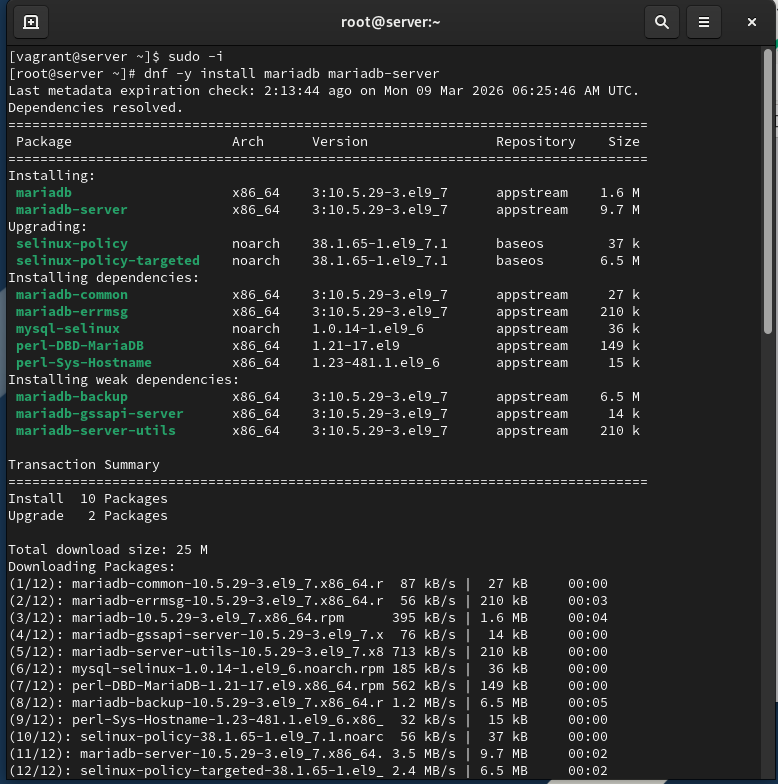 root@server:~
[vagrant@server ~]$ sudo -i
[root@server ~]# dnf -y install mariadb mariadb-server
Last metadata expiration check: 2:13:44 ago on Mon 09 Mar 2026 06:25:46 AM UTC.
Dependencies resolved.
================================================================================
 Package                    Arch      Version                Repository    Size
================================================================================
Installing:
 mariadb                    x86_64    3:10.5.29-3.el9_7      appstream    1.6 M
 mariadb-server             x86_64    3:10.5.29-3.el9_7      appstream    9.7 M
Upgrading:
 selinux-policy             noarch    38.1.65-1.el9_7.1      baseos        37 k
 selinux-policy-targeted    noarch    38.1.65-1.el9_7.1      baseos       6.5 M
Installing dependencies:
 mariadb-common             x86_64    3:10.5.29-3.el9_7      appstream     27 k
 mariadb-errmsg             x86_64    3:10.5.29-3.el9_7      appstream    210 k
 mysql-selinux              noarch    1.0.14-1.el9_6         appstream     36 k
 perl-DBD-MariaDB           x86_64    1.21-17.el9            appstream    149 k
 perl-Sys-Hostname          x86_64    1.23-481.1.el9_6       appstream     15 k
Installing weak dependencies:
 mariadb-backup             x86_64    3:10.5.29-3.el9_7      appstream    6.5 M
 mariadb-gssapi-server      x86_64    3:10.5.29-3.el9_7      appstream     14 k
 mariadb-server-utils       x86_64    3:10.5.29-3.el9_7      appstream    210 k
Transaction Summary
================================================================================
Install  10 Packages
Upgrade   2 Packages
Total download size: 25 M
Downloading Packages:
(1/12): mariadb-common-10.5.29-3.el9_7.x86_64.r  87 kB/s |  27 kB     00:00
(2/12): mariadb-errmsg-10.5.29-3.el9_7.x86_64.r  56 kB/s | 210 kB     00:03
(3/12): mariadb-10.5.29-3.el9_7.x86_64.rpm      395 kB/s | 1.6 MB     00:04
(4/12): mariadb-gssapi-server-10.5.29-3.el9_7.x  76 kB/s |  14 kB     00:00
(5/12): mariadb-server-utils-10.5.29-3.el9_7.x8 713 kB/s | 210 kB     00:00
(6/12): mysql-selinux-1.0.14-1.el9_6.noarch.rpm 185 kB/s |  36 kB     00:00
(7/12): perl-DBD-MariaDB-1.21-17.el9.x86_64.rpm 562 kB/s | 149 kB     00:00
(8/12): mariadb-backup-10.5.29-3.el9_7.x86_64.r 1.2 MB/s | 6.5 MB     00:05
(9/12): perl-Sys-Hostname-1.23-481.1.el9_6.x86_  32 kB/s |  15 kB     00:00
(10/12): selinux-policy-38.1.65-1.el9_7.1.noarc  56 kB/s |  37 kB     00:00
(11/12): mariadb-server-10.5.29-3.el9_7.x86_64. 3.5 MB/s | 9.7 MB     00:02
(12/12): selinux-policy-targeted-38.1.65-1.el9_ 2.4 MB/s | 6.5 MB     00:02